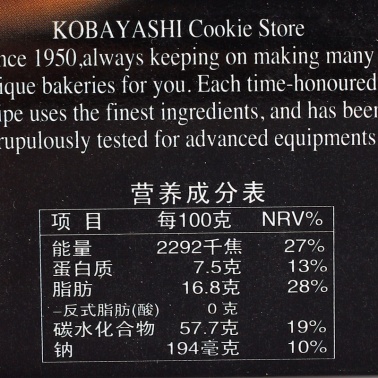 KOBAYASHI Cookie Store
nce 1950,always keeping on making many
ique bakeries for you. Each time-honoured
ipe uses the finest ingredients, and has been
rupulously tested for advanced equipments
营养成分表
项 目 每100克 NRV%
能量 2292千焦 27%
蛋白质 7.5克 13%
脂肪 16.8克 28%
–反式脂肪(酸) 0 克
碳水化合物 57.7克 19%
钠 194毫克 10%